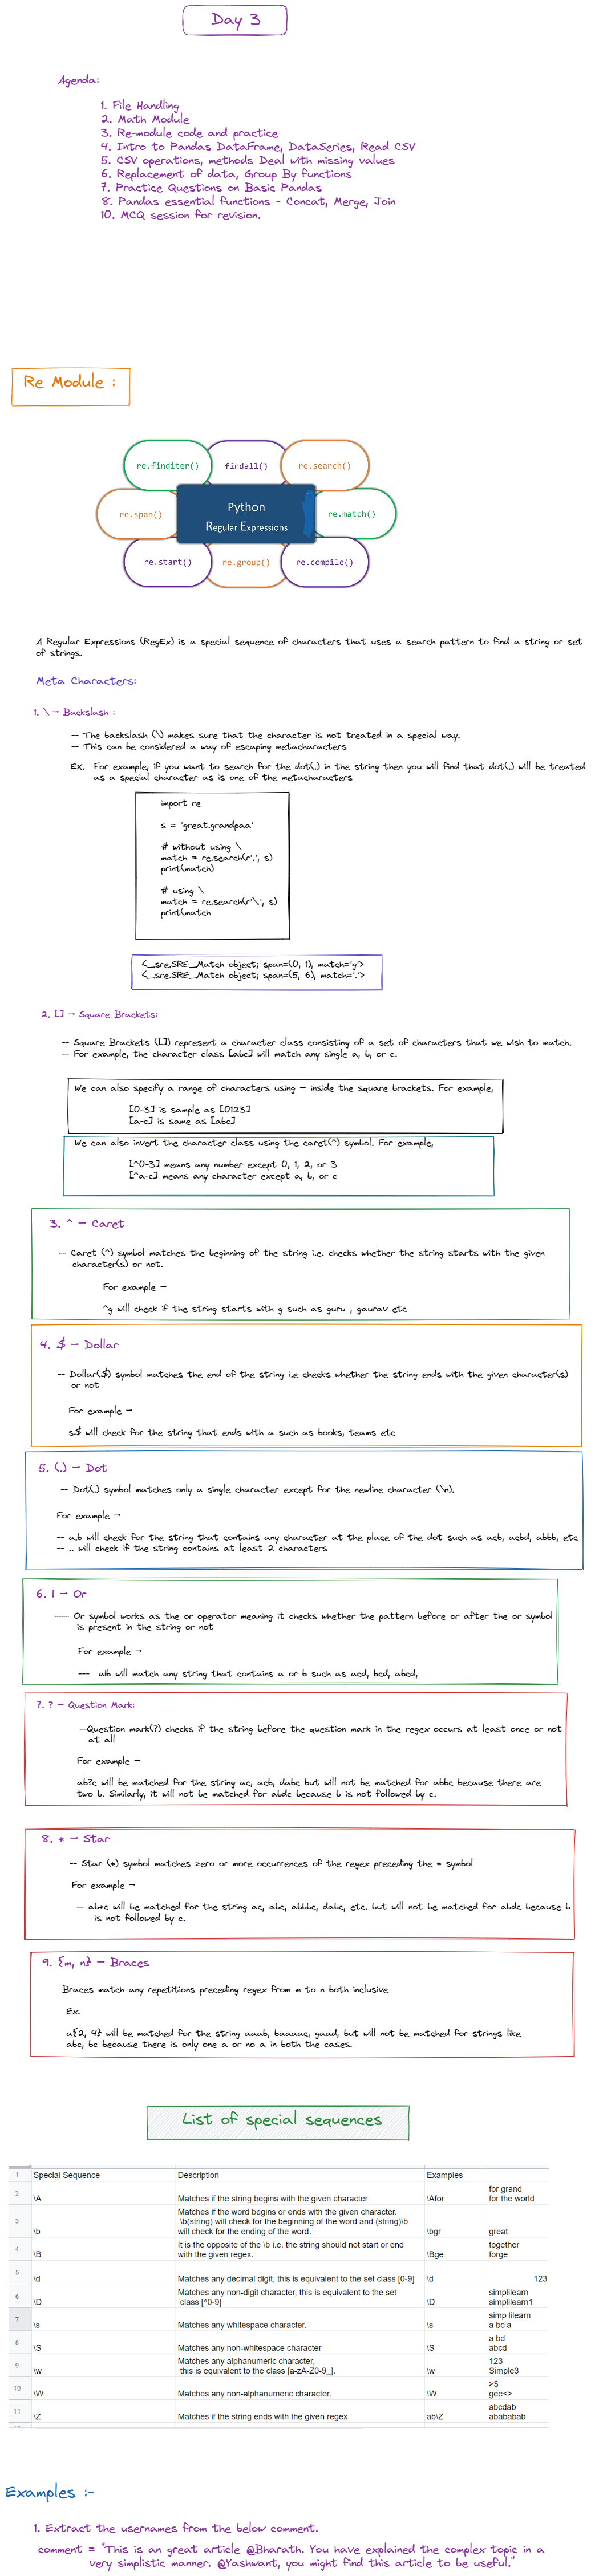 Day 3
Agenda:
1. File Handling
2. Math Module
3. Re-module code and practice
4. Intro to Pandas DataFrame, DataSeries, Read CSV
5. CSV operations, methods Deal with missing values
6. Replacement of data, Group By functions
7. Practice Questions on Basic Pandas
8. Pandas essential functions - Concat, Merge, Join
10. MCQ session for revision.
Re Module :
re.finditer()
findall()
re.search()
re.span()
Python
Regular Expressions
re.match()
re.start()
re.group()
re.compile()
A Regular Expressions (RegEx) is a special sequence of characters that uses a search pattern to find a string or set
of strings.
Meta Characters:
1. \ → Backslash :
-- The backslash (\) makes sure that the character is not treated in a special way.
-- This can be considered a way of escaping metacharacters
EX. For example, if you want to search for the dot(.) in the string then you will find that dot(.) will be treated
as a special character as is one of the metacharacters
import re
s = 'great.grandpaa'
# without using \
match = re.search(r'.', s)
print(match)
# using \
match = re.search(r'\.', s)
print(match
<_sre.SRE_Match object; span=(0, 1), match='g'>
<_sre.SRE_Match object; span=(5, 6), match='.'>
2. [] → Square Brackets:
-- Square Brackets ([]) represent a character class consisting of a set of characters that we wish to match.
-- For example, the character class [abc] will match any single a, b, or c.
We can also specify a range of characters using – inside the square brackets. For example,
[0-3] is sample as [0123]
[a-c] is same as [abc]
We can also invert the character class using the caret(^) symbol. For example,
[^0-3] means any number except 0, 1, 2, or 3
[^a-c] means any character except a, b, or c
3. ^ – Caret
-- Caret (^) symbol matches the beginning of the string i.e. checks whether the string starts with the given
character(s) or not.
For example –
^g will check if the string starts with g such as guru , gaurav etc
4. $ – Dollar
-- Dollar($) symbol matches the end of the string i.e checks whether the string ends with the given character(s)
or not
For example –
s$ will check for the string that ends with a such as books, teams etc
5. (.) – Dot
-- Dot(.) symbol matches only a single character except for the newline character (\n).
For example –
-- a.b will check for the string that contains any character at the place of the dot such as acb, acbd, abbb, etc
-- .. will check if the string contains at least 2 characters
6. | – Or
---- Or symbol works as the or operator meaning it checks whether the pattern before or after the or symbol
is present in the string or not
For example –
--- a|b will match any string that contains a or b such as acd, bcd, abcd,
7. ? → Question Mark:
--Question mark(?) checks if the string before the question mark in the regex occurs at least once or not
at all
For example –
ab?c will be matched for the string ac, acb, dabc but will not be matched for abbc because there are
two b. Similarly, it will not be matched for abdc because b is not followed by c.
8. * – Star
-- Star (*) symbol matches zero or more occurrences of the regex preceding the * symbol
For example –
-- ab*c will be matched for the string ac, abc, abbbc, dabc, etc. but will not be matched for abdc because b
is not followed by c.
9. {m, n} – Braces
Braces match any repetitions preceding regex from m to n both inclusive
Ex.
a{2, 4} will be matched for the string aaab, baaaac, gaad, but will not be matched for strings like
abc, bc because there is only one a or no a in both the cases.
List of special sequences
1 Special Sequence Description Examples
2 \A Matches if the string begins with the given character \Afor for grand
for the world
3 \b Matches if the word begins or ends with the given character.
\b(string) will check for the beginning of the word and (string)\b
will check for the ending of the word. \bgr great
4 \B It is the opposite of the \b i.e. the string should not start or end
with the given regex. \Bge together
forge
5 \d Matches any decimal digit, this is equivalent to the set class [0-9] \d 123
6 \D Matches any non-digit character, this is equivalent to the set
class [^0-9] \D simplilearn
simplilearn1
7 \s Matches any whitespace character. \s simp lilearn
a bc a
8 \S Matches any non-whitespace character \S a bd
abcd
9 \w Matches any alphanumeric character,
this is equivalent to the class [a-zA-Z0-9_]. \w 123
Simple3
10 \W Matches any non-alphanumeric character. \W >$
gee<>
11 \Z Matches if the string ends with the given regex ab\Z abcdab
abababab
Examples :-
1. Extract the usernames from the below comment.
comment = "This is an great article @Bharath. You have explained the complex topic in a
very simplistic manner. @Yashwant, you might find this article to be useful."